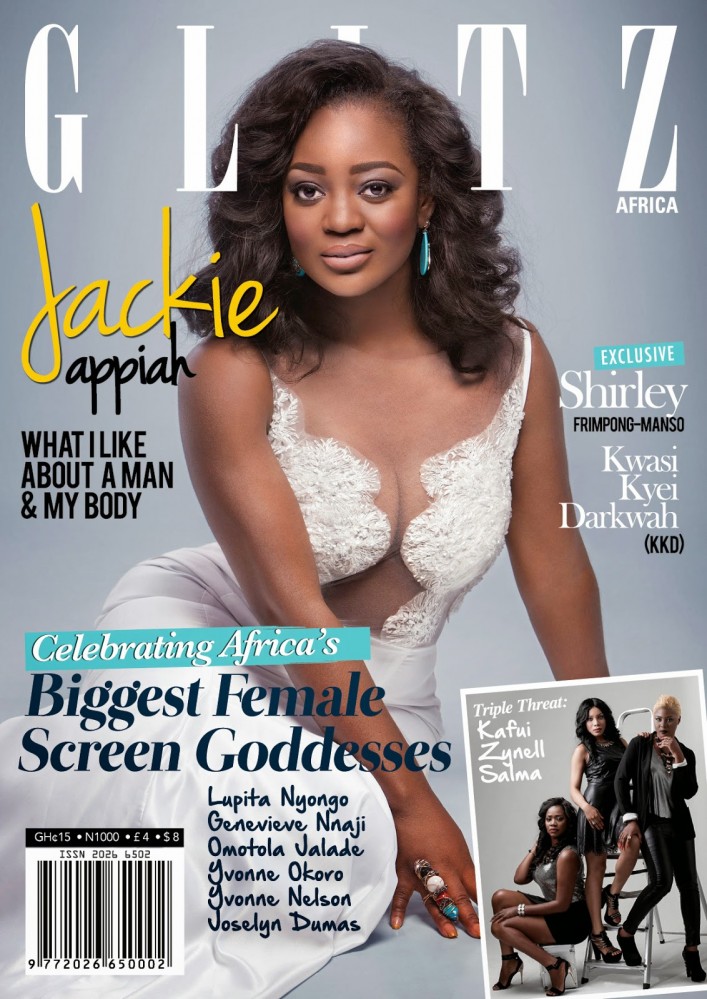 GLITZ
AFRICA
Jackie
appiah
WHAT I LIKE
ABOUT A MAN
& MY BODY
EXCLUSIVE
Shirley
FRIMPONG-MANSO
Kwasi
Kyei
Darkwah
(KKD)
Celebrating Africa's
Biggest Female
Screen Goddesses
Lupita Nyongo
Genevieve Nnaji
Omotola Jalade
Yvonne Okoro
Yvonne Nelson
Joselyn Dumas
Triple Threat:
Kafui
Zynell
Salma
GH¢15 • N1000 • £4 • $8
ISSN 2026 6502
9 772026 650002